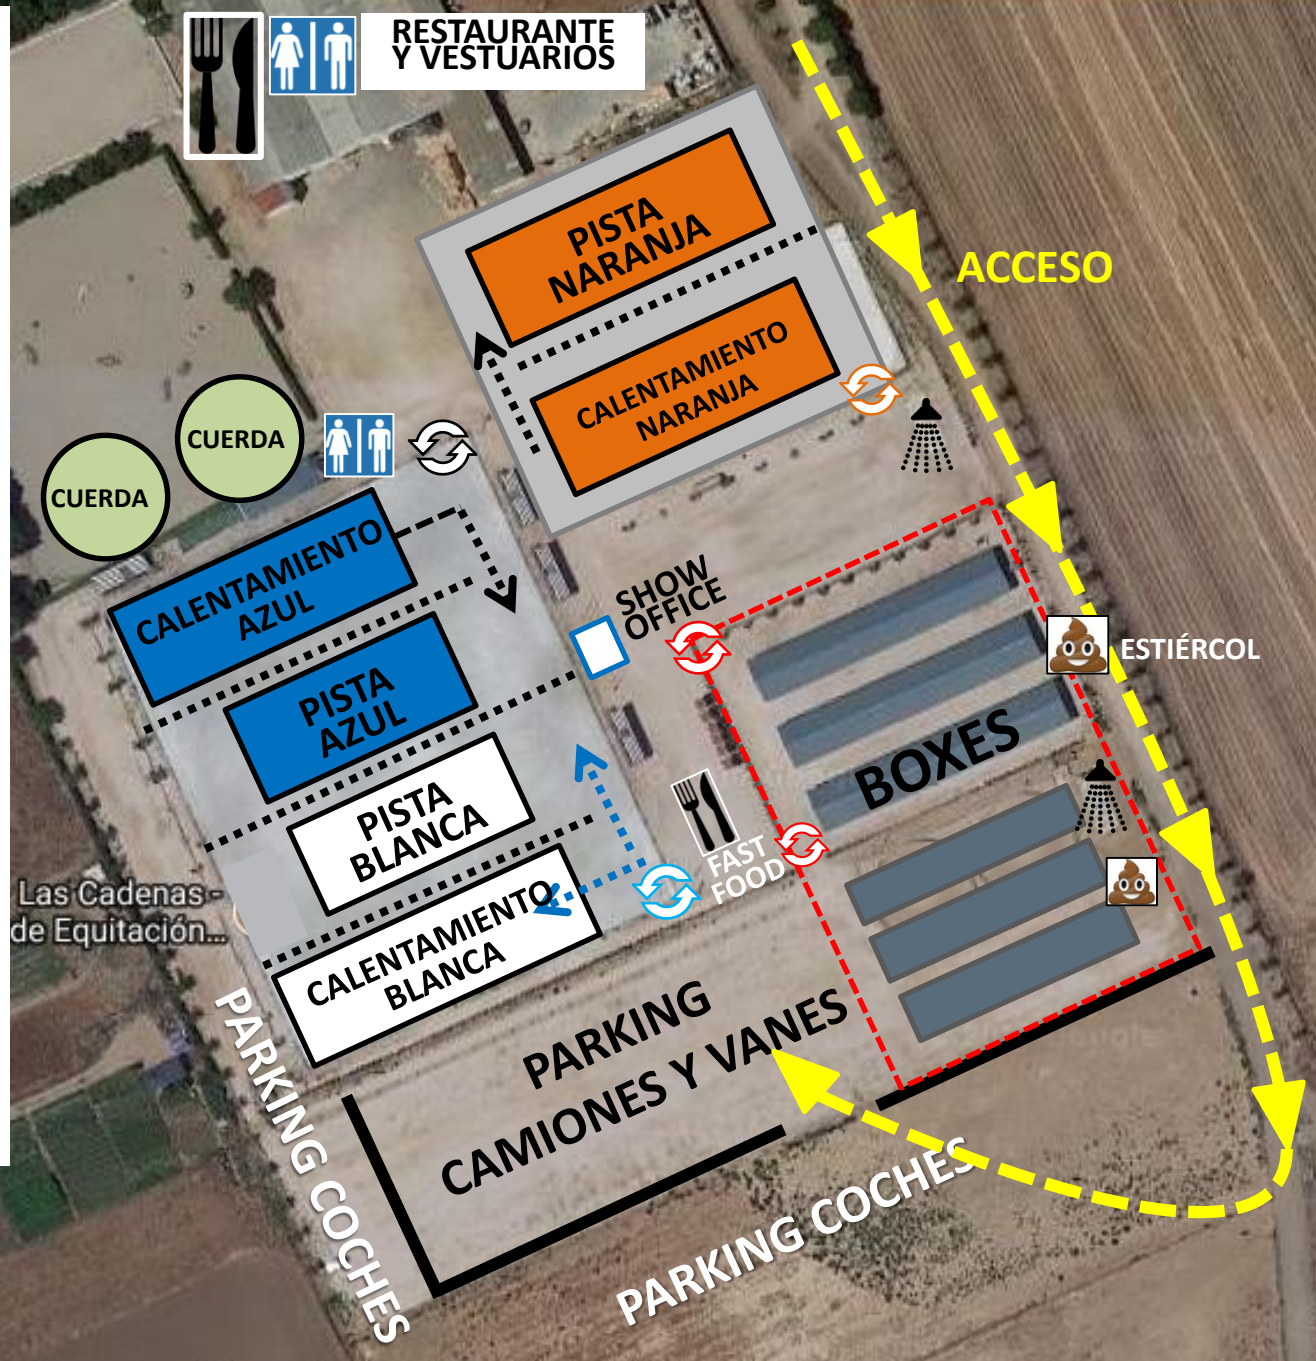 RESTAURANTE
Y VESTUARIOS
PISTA
NARANJA
ACCESO
CALENTAMIENTO
NARANJA
CUERDA
CUERDA
CALENTAMIENTO
AZUL
SHOW
OFFICE
ESTIÉRCOL
PISTA
AZUL
BOXES
PISTA
BLANCA
FAST
FOOD
Las Cadenas -
de Equitación...
CALENTAMIENTO
BLANCA
PARKING
CAMIONES Y VANES
PARKING COCHES
PARKING COCHES